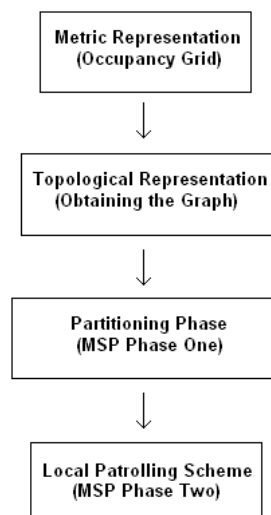 Metric Representation
(Occupancy Grid)
Topological Representation
(Obtaining the Graph)
Partitioning Phase
(MSP Phase One)
Local Patrolling Scheme
(MSP Phase Two)